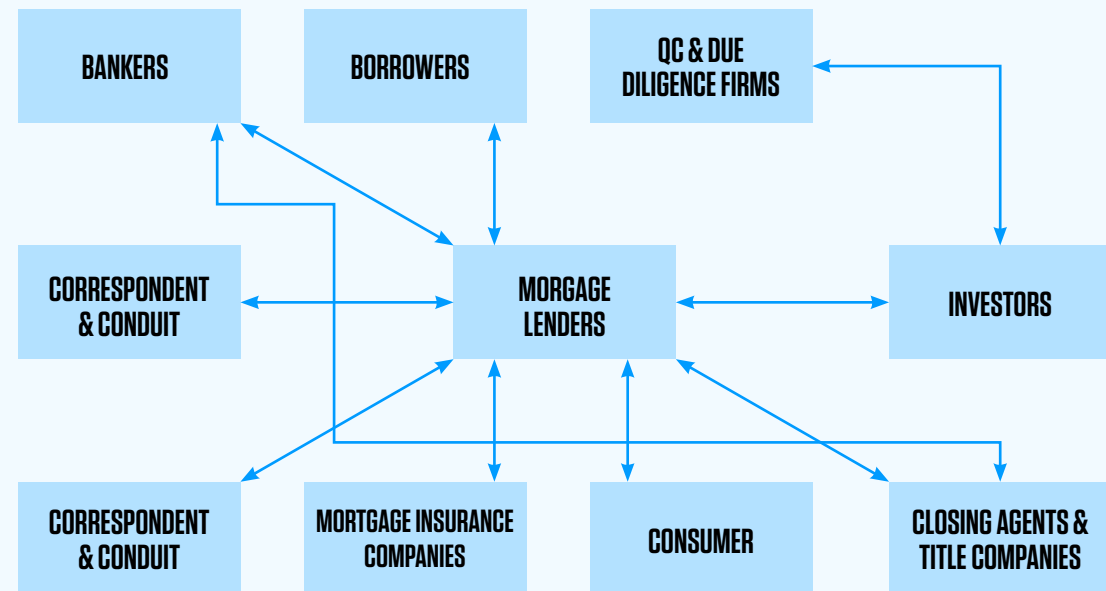 BANKERS
BORROWERS
QC & DUE
DILIGENCE FIRMS
CORRESPONDENT
& CONDUIT
MORGAGE
LENDERS
INVESTORS
CORRESPONDENT
& CONDUIT
MORTGAGE INSURANCE
COMPANIES
CONSUMER
CLOSING AGENTS &
TITLE COMPANIES